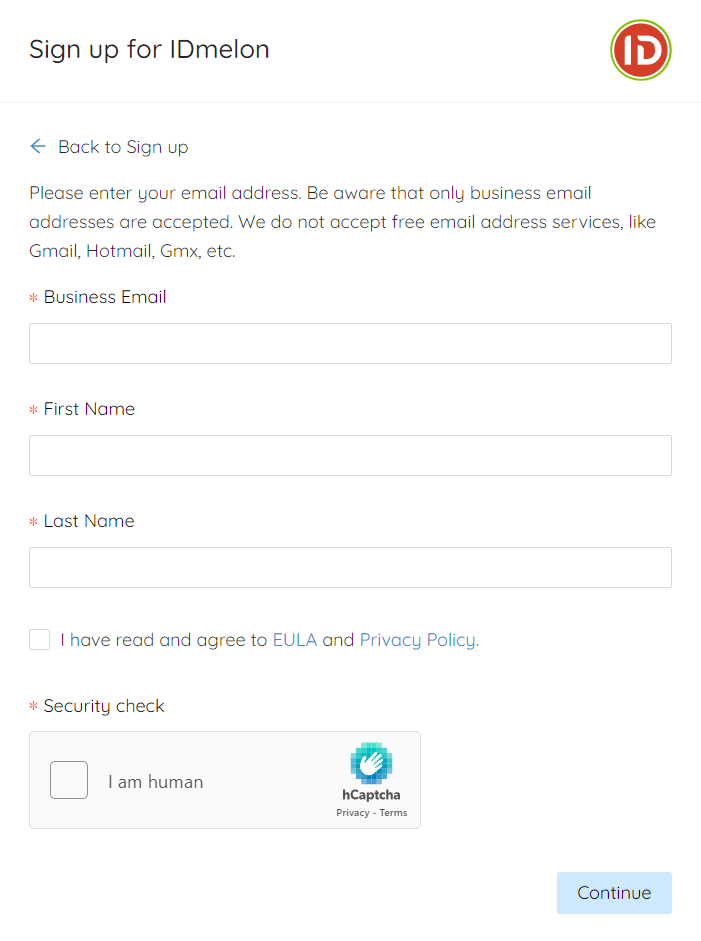 Sign up for IDmelon
ID
← Back to Sign up
Please enter your email address. Be aware that only business email
addresses are accepted. We do not accept free email address services, like
Gmail, Hotmail, Gmx, etc.
* Business Email
* First Name
* Last Name
I have read and agree to EULA and Privacy Policy.
* Security check
I am human
hCaptcha
Privacy - Terms
Continue